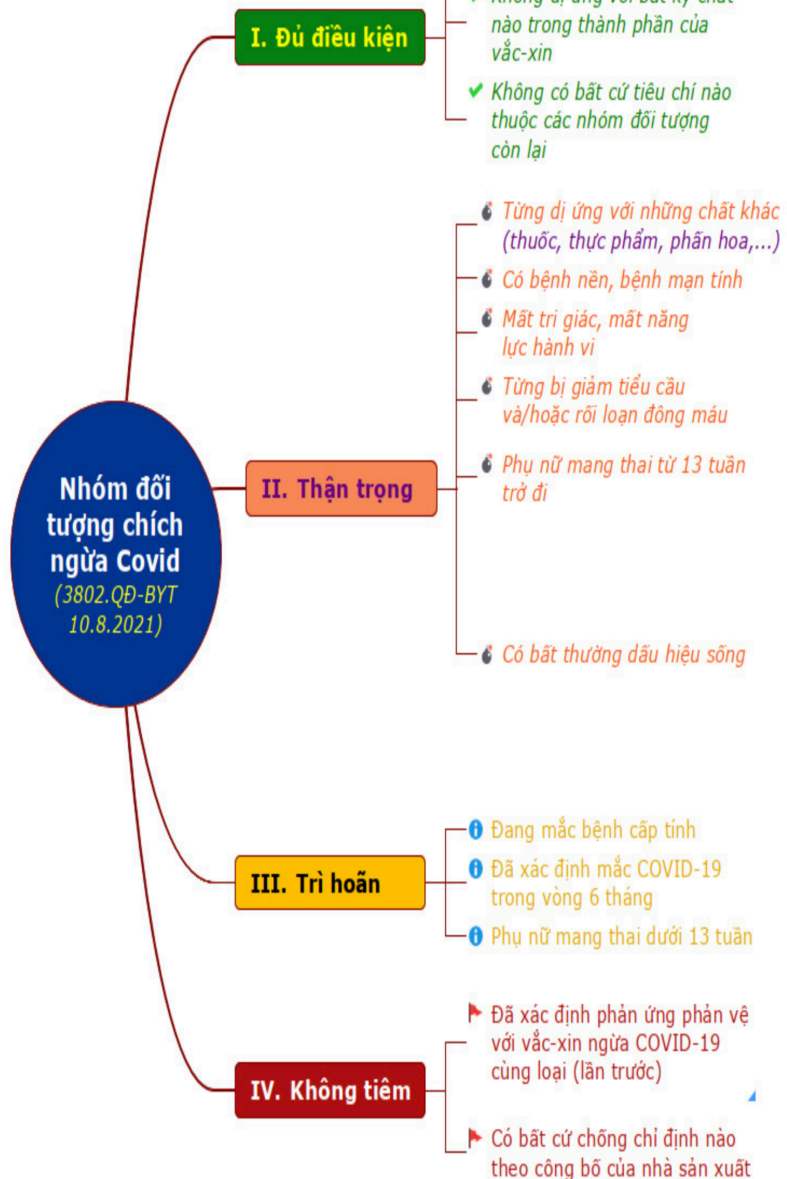 Không dị ứng với bất kỳ chất
nào trong thành phần của
vắc-xin
Không có bất cứ tiêu chí nào
thuộc các nhóm đối tượng
còn lại
I. Đủ điều kiện
Từng dị ứng với những chất khác
(thuốc, thực phẩm, phấn hoa,...)
Có bệnh nền, bệnh mạn tính
Mất tri giác, mất năng
lực hành vi
Từng bị giảm tiểu cầu
và/hoặc rối loạn đông máu
Phụ nữ mang thai từ 13 tuần
trở đi
Có bất thường dấu hiệu sống
II. Thận trọng
Nhóm đối
tượng chích
ngừa Covid
(3802.QĐ-BYT
10.8.2021)
III. Trì hoãn
Đang mắc bệnh cấp tính
Đã xác định mắc COVID-19
trong vòng 6 tháng
Phụ nữ mang thai dưới 13 tuần
IV. Không tiêm
Đã xác định phản ứng phản vệ
với vắc-xin ngừa COVID-19
cùng loại (lần trước)
Có bất cứ chống chỉ định nào
theo công bố của nhà sản xuất